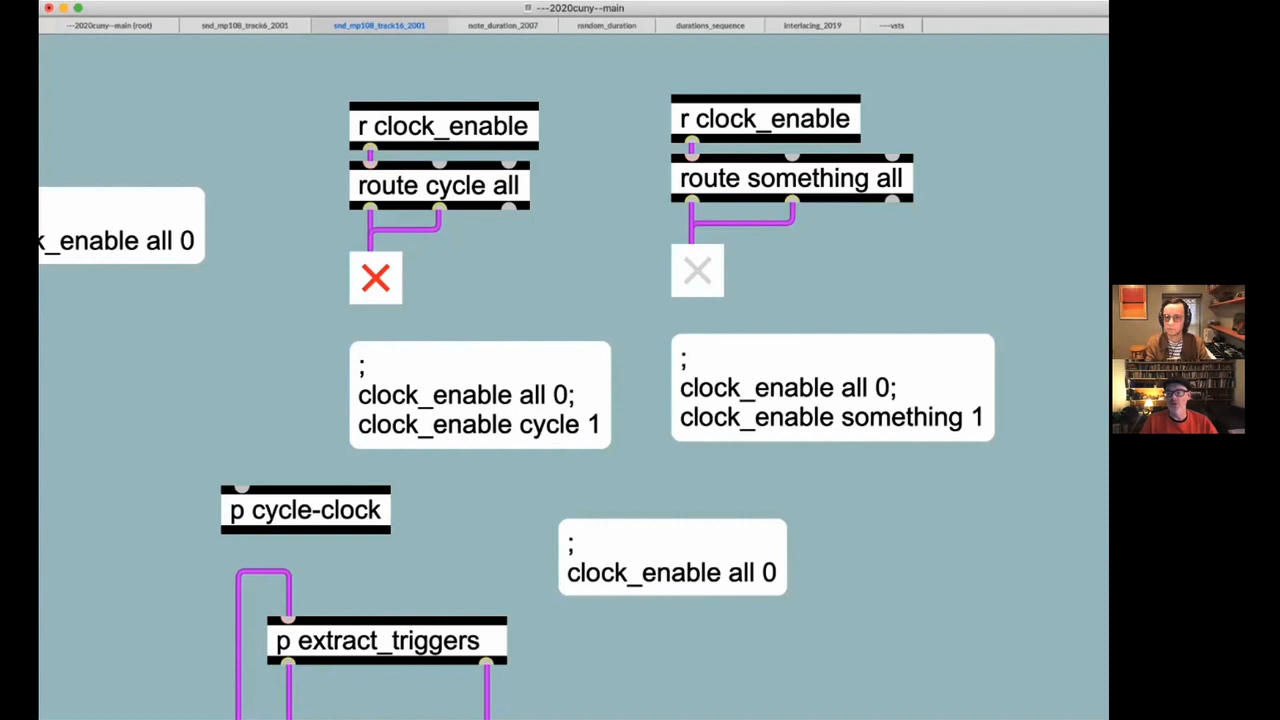 ---2020cuny--main
---2020cuny--main (root)
snd_mp108_track6_2001
snd_mp108_track16_2001
note_duration_2007
random_duration
durations_sequence
interlacing_2019
----vsts
r clock_enable
r clock_enable
route cycle all
route something all
k_enable all 0
;
clock_enable all 0;
clock_enable cycle 1
;
clock_enable all 0;
clock_enable something 1
p cycle-clock
;
clock_enable all 0
p extract_triggers